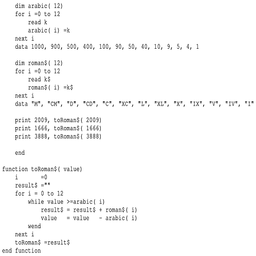 dim arabic( 12)
for i =0 to 12
read k
arabic( i) =k
next i
data 1000, 900, 500, 400, 100, 90, 50, 40, 10, 9, 5, 4, 1
dim roman$( 12)
for i =0 to 12
read k$
roman$( i) =k$
next i
data "M", "CM", "D", "CD", "C", "XC", "L", "XL", "X", "IX", "V", "IV", "I"
print 2009, toRoman$( 2009)
print 1666, toRoman$( 1666)
print 3888, toRoman$( 3888)
end
function toRoman$( value)
i =0
result$ =""
for i = 0 to 12
while value >=arabic( i)
result$ = result$ + roman$( i)
value = value - arabic( i)
wend
next i
toRoman$ =result$
end function